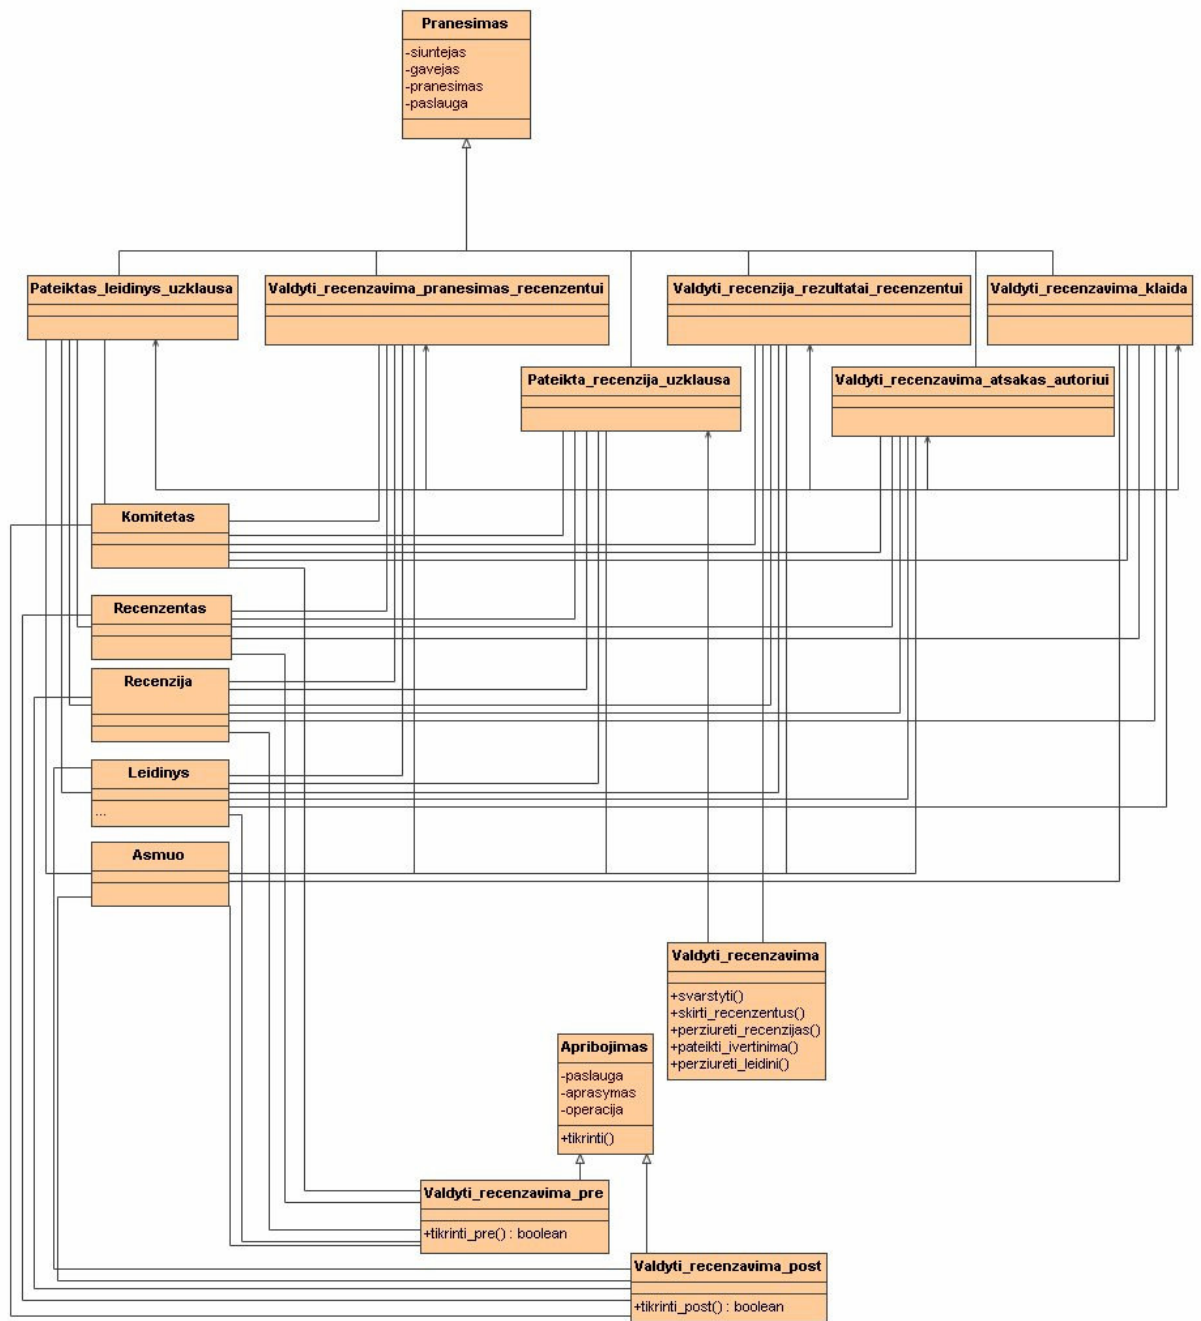 Pranesimas
-siuntejas
-gavejas
-pranesimas
-paslauga
Pateiktas_leidinys_uzklausa
Valdyti_recenzavima_pranesimas_recenzentui
Valdyti_recenzija_rezultatai_recenzentui
Valdyti_recenzavima_klaida
Pateikta_recenzija_uzklausa
Valdyti_recenzavima_atsakas_autoriui
Komitetas
Recenzentas
Recenzija
Leidinys
...
Asmuo
Valdyti_recenzavima
+svarstyti()
+skirti_recenzentus()
+perziureti_recenzijas()
+pateikti_ivertinima()
+perziureti_leidini()
Apribojimas
-paslauga
-aprasymas
-operacija
+tikrinti()
Valdyti_recenzavima_pre
+tikrinti_pre() : boolean
Valdyti_recenzavima_post
+tikrinti_post() : boolean